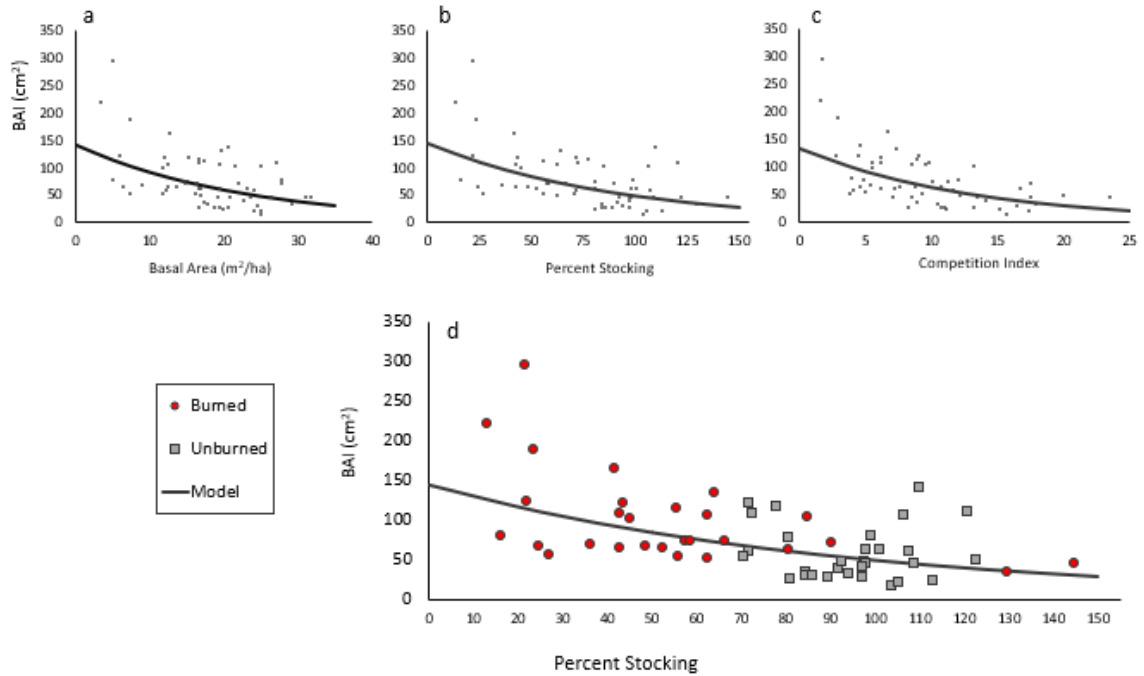 a
b
c
350
300
250
200
150
100
50
0
BAI (cm²)
0 10 20 30 40
Basal Area (m²/ha)
350
300
250
200
150
100
50
0
0 25 50 75 100 125 150
Percent Stocking
350
300
250
200
150
100
50
0
0 5 10 15 20 25
Competition Index
d
350
300
250
200
150
100
50
0
BAI (cm²)
0 10 20 30 40 50 60 70 80 90 100 110 120 130 140 150
Percent Stocking
Burned
Unburned
Model